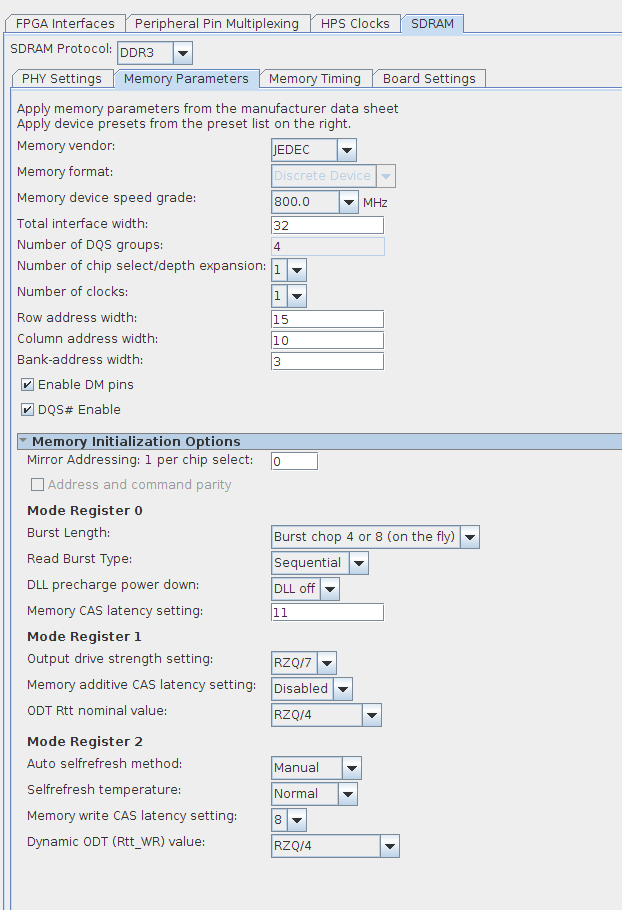 FPGA Interfaces Peripheral Pin Multiplexing HPS Clocks SDRAM
SDRAM Protocol: DDR3
PHY Settings Memory Parameters Memory Timing Board Settings
Apply memory parameters from the manufacturer data sheet
Apply device presets from the preset list on the right.
Memory vendor: JEDEC
Memory format: Discrete Device
Memory device speed grade: 800.0 MHz
Total interface width: 32
Number of DQS groups: 4
Number of chip select/depth expansion: 1
Number of clocks: 1
Row address width: 15
Column address width: 10
Bank-address width: 3
Enable DM pins
DQS# Enable
Memory Initialization Options
Mirror Addressing: 1 per chip select: 0
Address and command parity
Mode Register 0
Burst Length: Burst chop 4 or 8 (on the fly)
Read Burst Type: Sequential
DLL precharge power down: DLL off
Memory CAS latency setting: 11
Mode Register 1
Output drive strength setting: RZQ/7
Memory additive CAS latency setting: Disabled
ODT Rtt nominal value: RZQ/4
Mode Register 2
Auto selfrefresh method: Manual
Selfrefresh temperature: Normal
Memory write CAS latency setting: 8
Dynamic ODT (Rtt_WR) value: RZQ/4